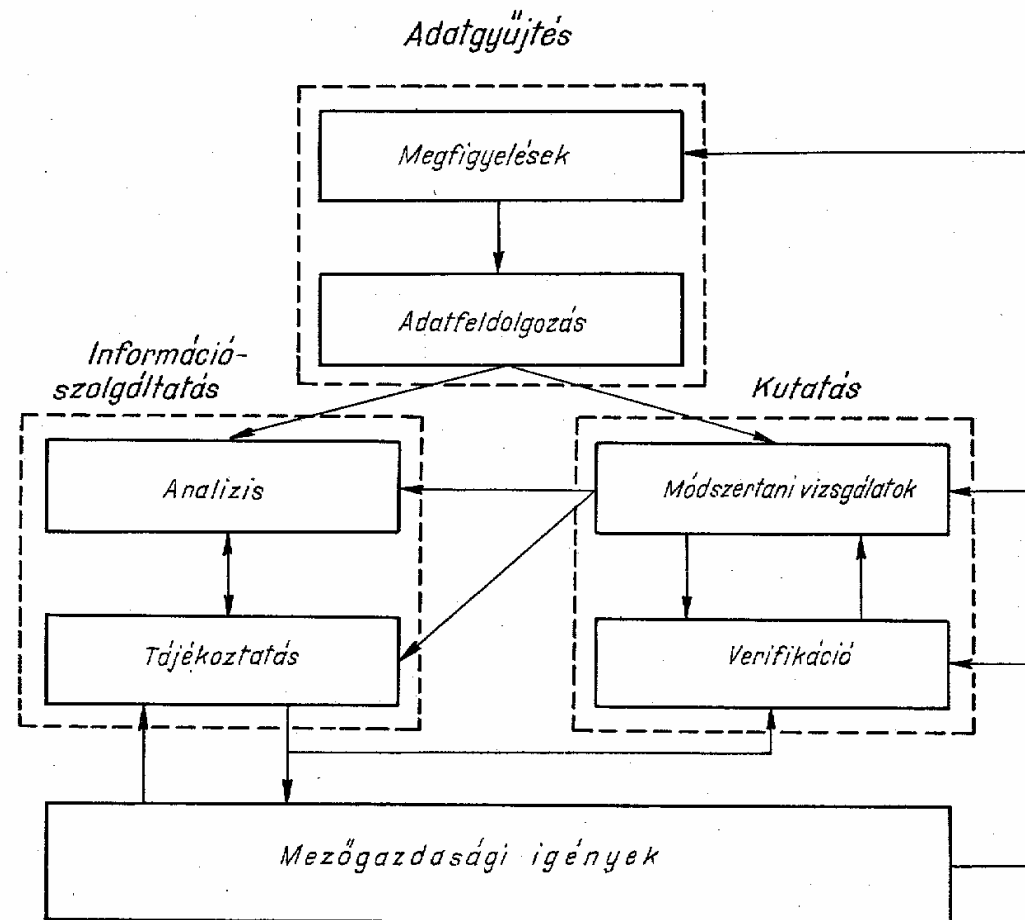 Adatgyűjtés
Megfigyelések
Adatfeldolgozás
Információ-
szolgáltatás
Kutatás
Analízis
Módszertani vizsgálatok
Tájékoztatás
Verifikáció
Mezőgazdasági igények